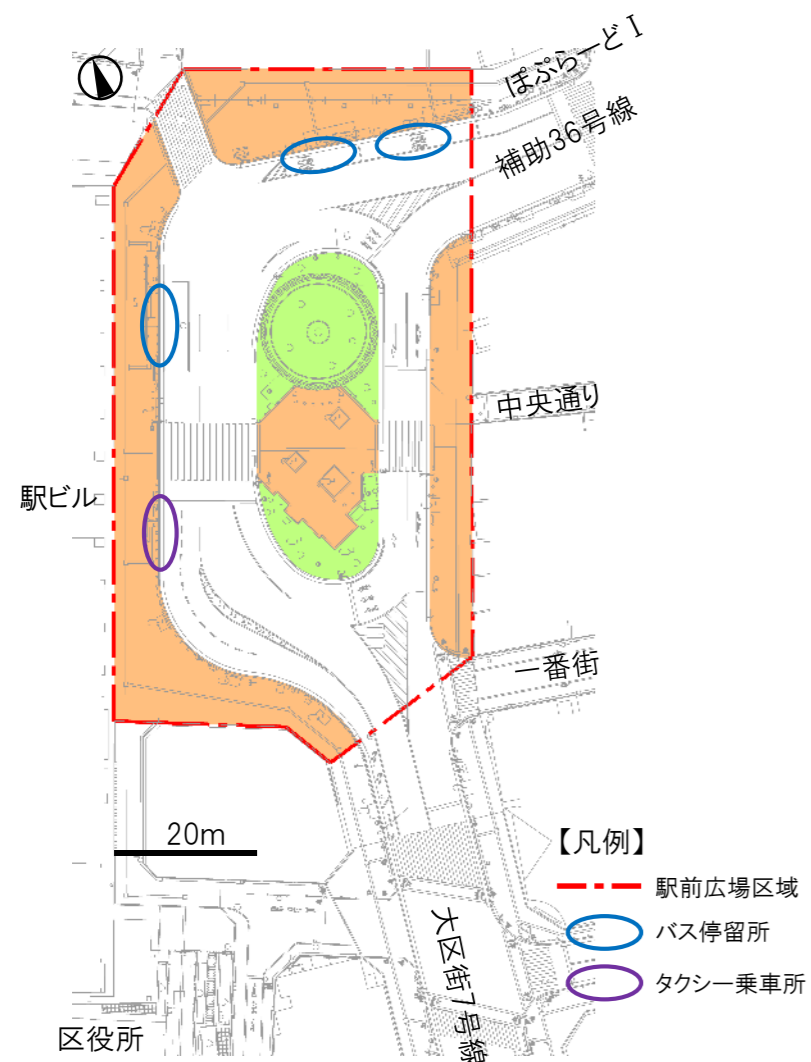 ぽぷらーどⅠ
補助36号線
中央通り
駅ビル
一番街
20m
【凡例】
駅前広場区域
バス停留所
タクシー乗車所
大区街7号線
区役所